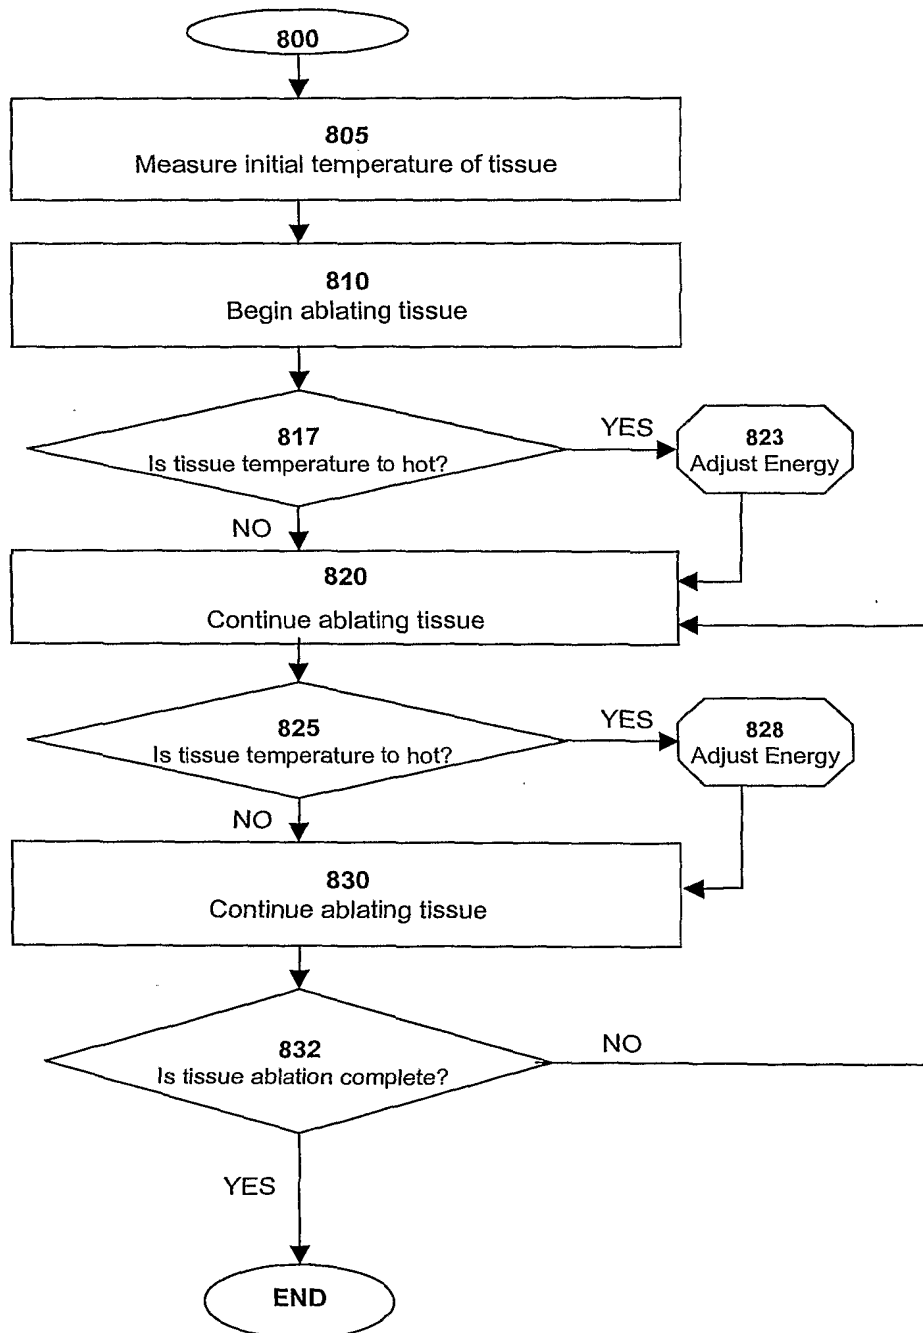 800
805
Measure initial temperature of tissue
810
Begin ablating tissue
817
Is tissue temperature to hot?
YES
823
Adjust Energy
NO
820
Continue ablating tissue
825
Is tissue temperature to hot?
YES
828
Adjust Energy
NO
830
Continue ablating tissue
832
Is tissue ablation complete?
NO
YES
END